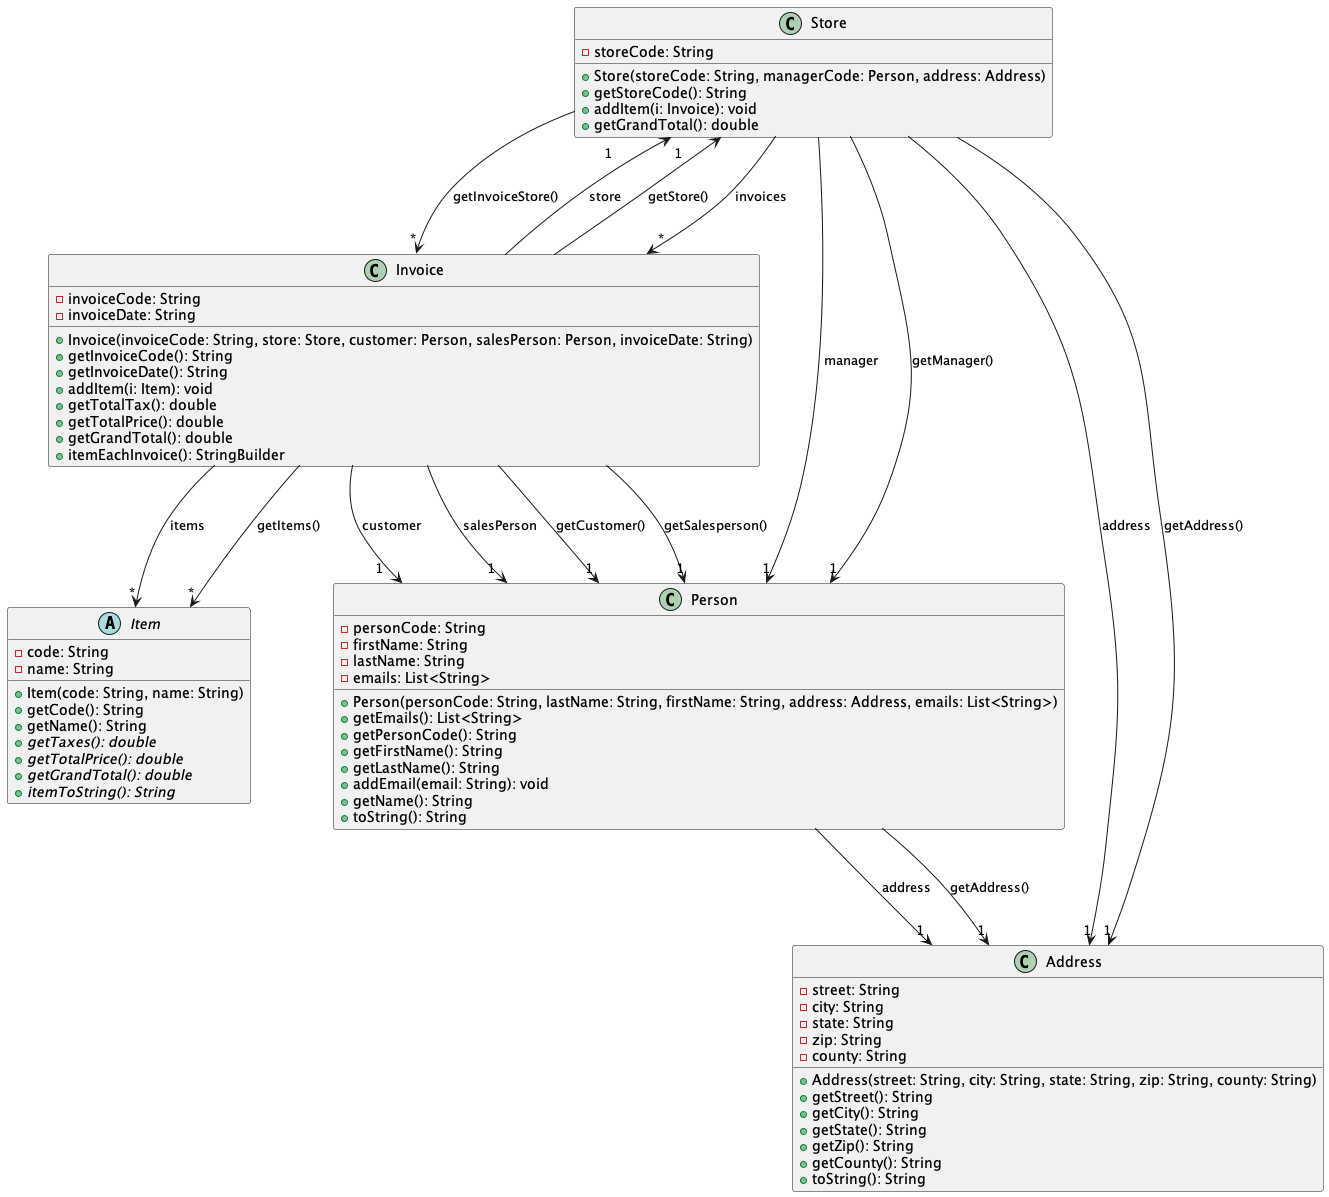 C Store
storeCode: String
Store(storeCode: String, managerCode: Person, address: Address)
getStoreCode(): String
addItem(i: Invoice): void
getGrandTotal(): double
1
1
getInvoiceStore()
store
getStore()
invoices
*
*
C Invoice
invoiceCode: String
invoiceDate: String
Invoice(invoiceCode: String, store: Store, customer: Person, salesPerson: Person, invoiceDate: String)
getInvoiceCode(): String
getInvoiceDate(): String
addItem(i: Item): void
getTotalTax(): double
getTotalPrice(): double
getGrandTotal(): double
itemEachInvoice(): StringBuilder
manager
getManager()
items
getItems()
customer
salesPerson
getCustomer()
getSalesperson()
address
getAddress()
*
*
1
1
1
1
1
1
A Item
code: String
name: String
Item(code: String, name: String)
getCode(): String
getName(): String
getTaxes(): double
getTotalPrice(): double
getGrandTotal(): double
itemToString(): String
C Person
personCode: String
firstName: String
lastName: String
emails: List<String>
Person(personCode: String, lastName: String, firstName: String, address: Address, emails: List<String>)
getEmails(): List<String>
getPersonCode(): String
getFirstName(): String
getLastName(): String
addEmail(email: String): void
getName(): String
toString(): String
address
getAddress()
1
1
1
1
C Address
street: String
city: String
state: String
zip: String
county: String
Address(street: String, city: String, state: String, zip: String, county: String)
getStreet(): String
getCity(): String
getState(): String
getZip(): String
getCounty(): String
toString(): String